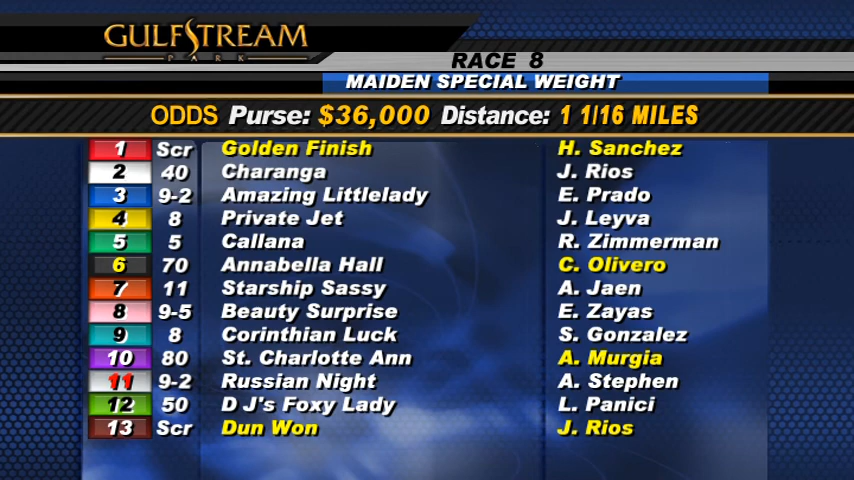 GULFSTREAM
PARK
RACE 8
MAIDEN SPECIAL WEIGHT
ODDS Purse: $36,000 Distance: 1 1/16 MILES
1 Scr Golden Finish H. Sanchez
2 40 Charanga J. Rios
3 9-2 Amazing Littlelady E. Prado
4 8 Private Jet J. Leyva
5 5 Callana R. Zimmerman
6 70 Annabella Hall C. Olivero
7 11 Starship Sassy A. Jaen
8 9-5 Beauty Surprise E. Zayas
9 8 Corinthian Luck S. Gonzalez
10 80 St. Charlotte Ann A. Murgia
11 9-2 Russian Night A. Stephen
12 50 D J's Foxy Lady L. Panici
13 Scr Dun Won J. Rios